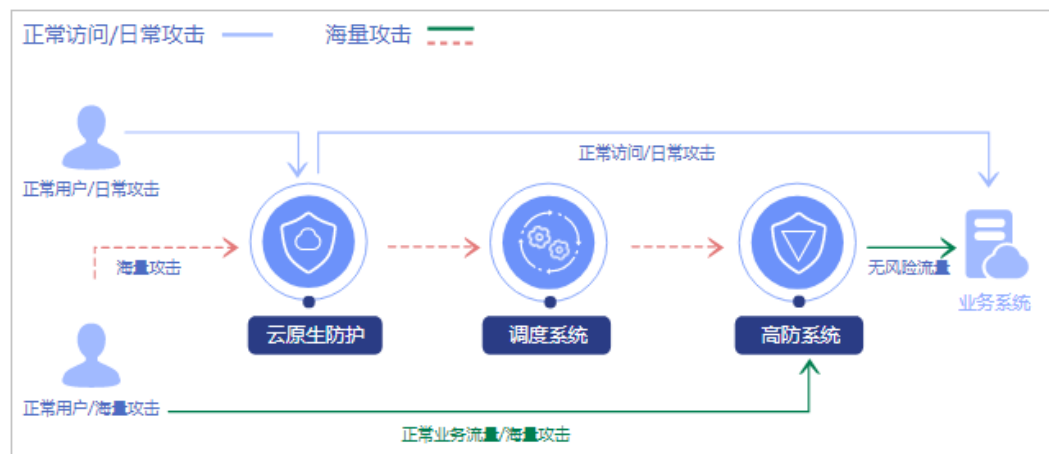 正常访问/日常攻击
海量攻击
正常访问/日常攻击
正常用户/日常攻击
海量攻击
无风险流量
业务系统
云原生防护
调度系统
高防系统
正常用户/海量攻击
正常业务流量/海量攻击